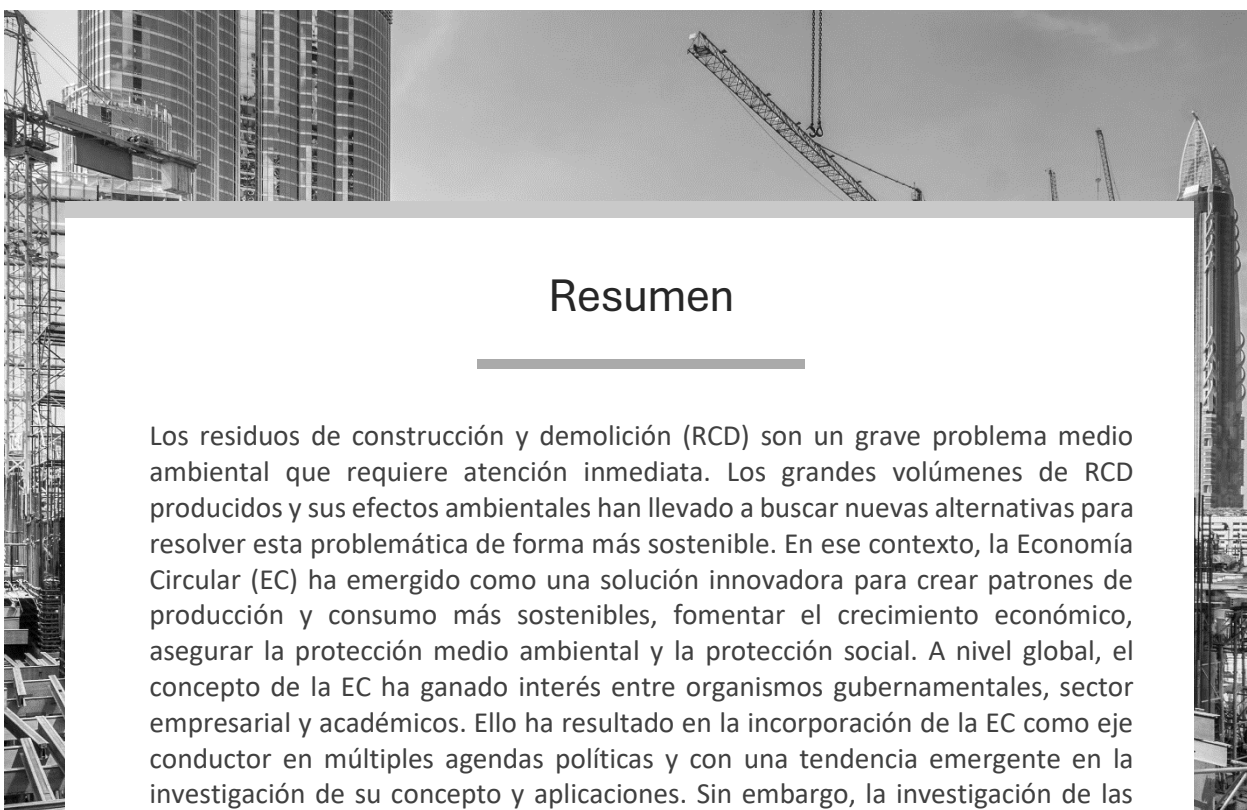 Resumen
Los residuos de construcción y demolición (RCD) son un grave problema medio
ambiental que requiere atención inmediata. Los grandes volúmenes de RCD
producidos y sus efectos ambientales han llevado a buscar nuevas alternativas para
resolver esta problemática de forma más sostenible. En ese contexto, la Economía
Circular (EC) ha emergido como una solución innovadora para crear patrones de
producción y consumo más sostenibles, fomentar el crecimiento económico,
asegurar la protección medio ambiental y la protección social. A nivel global, el
concepto de la EC ha ganado interés entre organismos gubernamentales, sector
empresarial y académicos. Ello ha resultado en la incorporación de la EC como eje
conductor en múltiples agendas políticas y con una tendencia emergente en la
investigación de su concepto y aplicaciones. Sin embargo, la investigación de las